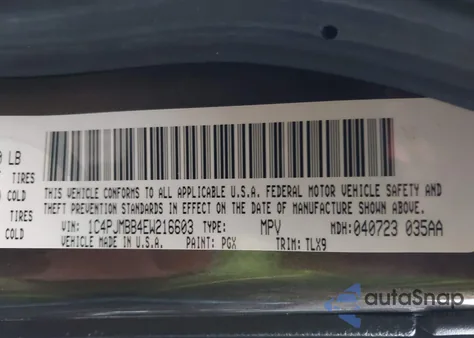 0 LB
TIRES
COLD
TIRES
COLD
THIS VEHICLE CONFORMS TO ALL APPLICABLE U.S.A. FEDERAL MOTOR VEHICLE SAFETY AND
THEFT PREVENTION STANDARDS IN EFFECT ON THE DATE OF MANUFACTURE SHOWN ABOVE.
VIN: 1C4PJMBB4EW216603 TYPE: MPV MDH: 040723 035AA
VEHICLE MADE IN U.S.A. PAINT: PGX TRIM: TLX9
autoSnap